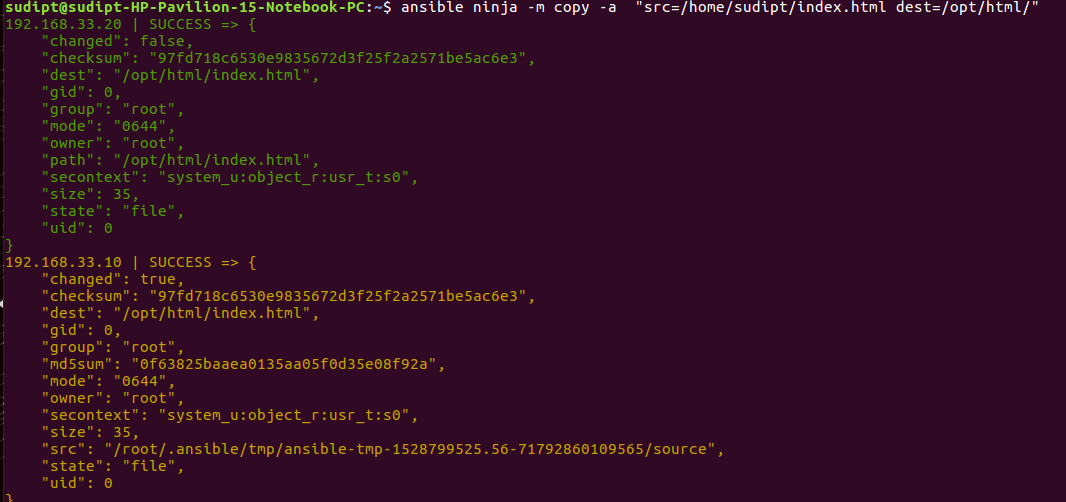 sudipt@sudipt-HP-Pavilion-15-Notebook-PC:~$ ansible ninja -m copy -a  "src=/home/sudipt/index.html dest=/opt/html/"
192.168.33.20 | SUCCESS => {
    "changed": false,
    "checksum": "97fd718c6530e9835672d3f25f2a2571be5ac6e3",
    "dest": "/opt/html/index.html",
    "gid": 0,
    "group": "root",
    "mode": "0644",
    "owner": "root",
    "path": "/opt/html/index.html",
    "secontext": "system_u:object_r:usr_t:s0",
    "size": 35,
    "state": "file",
    "uid": 0
}
192.168.33.10 | SUCCESS => {
    "changed": true,
    "checksum": "97fd718c6530e9835672d3f25f2a2571be5ac6e3",
    "dest": "/opt/html/index.html",
    "gid": 0,
    "group": "root",
    "md5sum": "0f63825baaea0135aa05f0d35e08f92a",
    "mode": "0644",
    "owner": "root",
    "secontext": "system_u:object_r:usr_t:s0",
    "size": 35,
    "src": "/root/.ansible/tmp/ansible-tmp-1528799525.56-71792860109565/source",
    "state": "file",
    "uid": 0
}